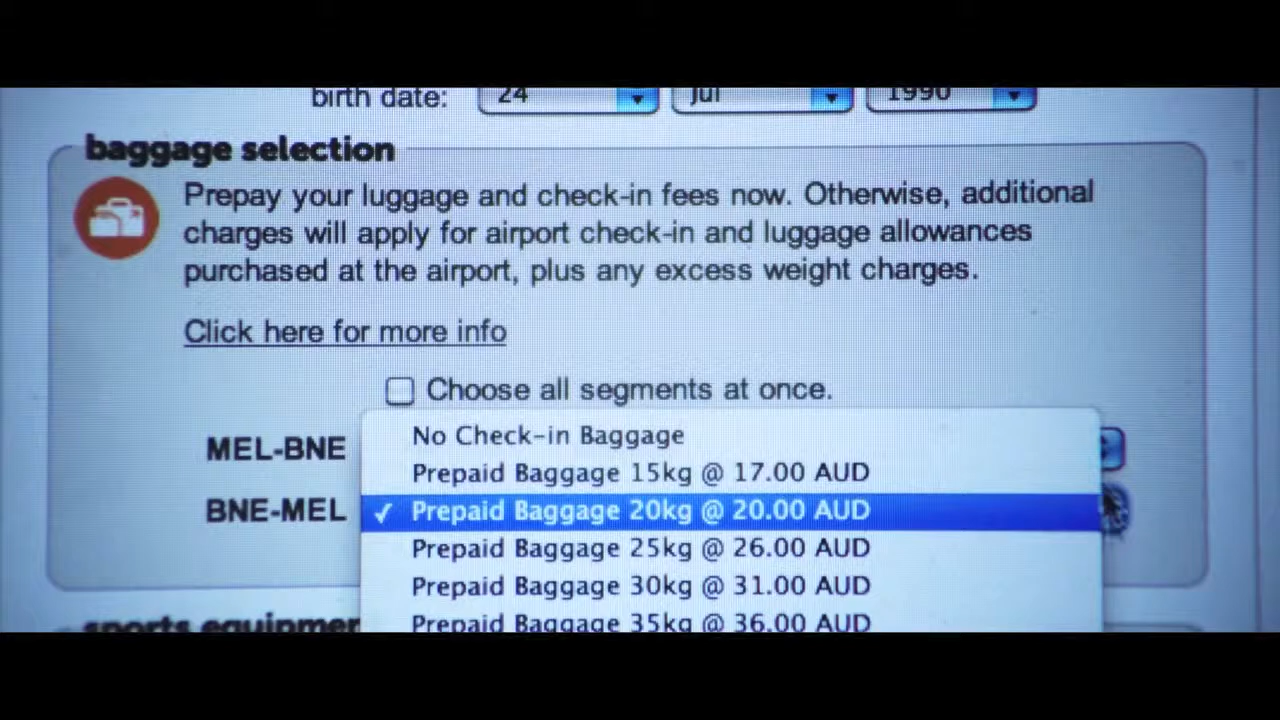 birth date: 24 Jul 1990
baggage selection
Prepay your luggage and check-in fees now. Otherwise, additional
charges will apply for airport check-in and luggage allowances
purchased at the airport, plus any excess weight charges.
Click here for more info
Choose all segments at once.
No Check-in Baggage
MEL-BNE
Prepaid Baggage 15kg @ 17.00 AUD
BNE-MEL ✓ Prepaid Baggage 20kg @ 20.00 AUD
Prepaid Baggage 25kg @ 26.00 AUD
Prepaid Baggage 30kg @ 31.00 AUD
Prepaid Baggage 35kg @ 36.00 AUD
sports equipmen